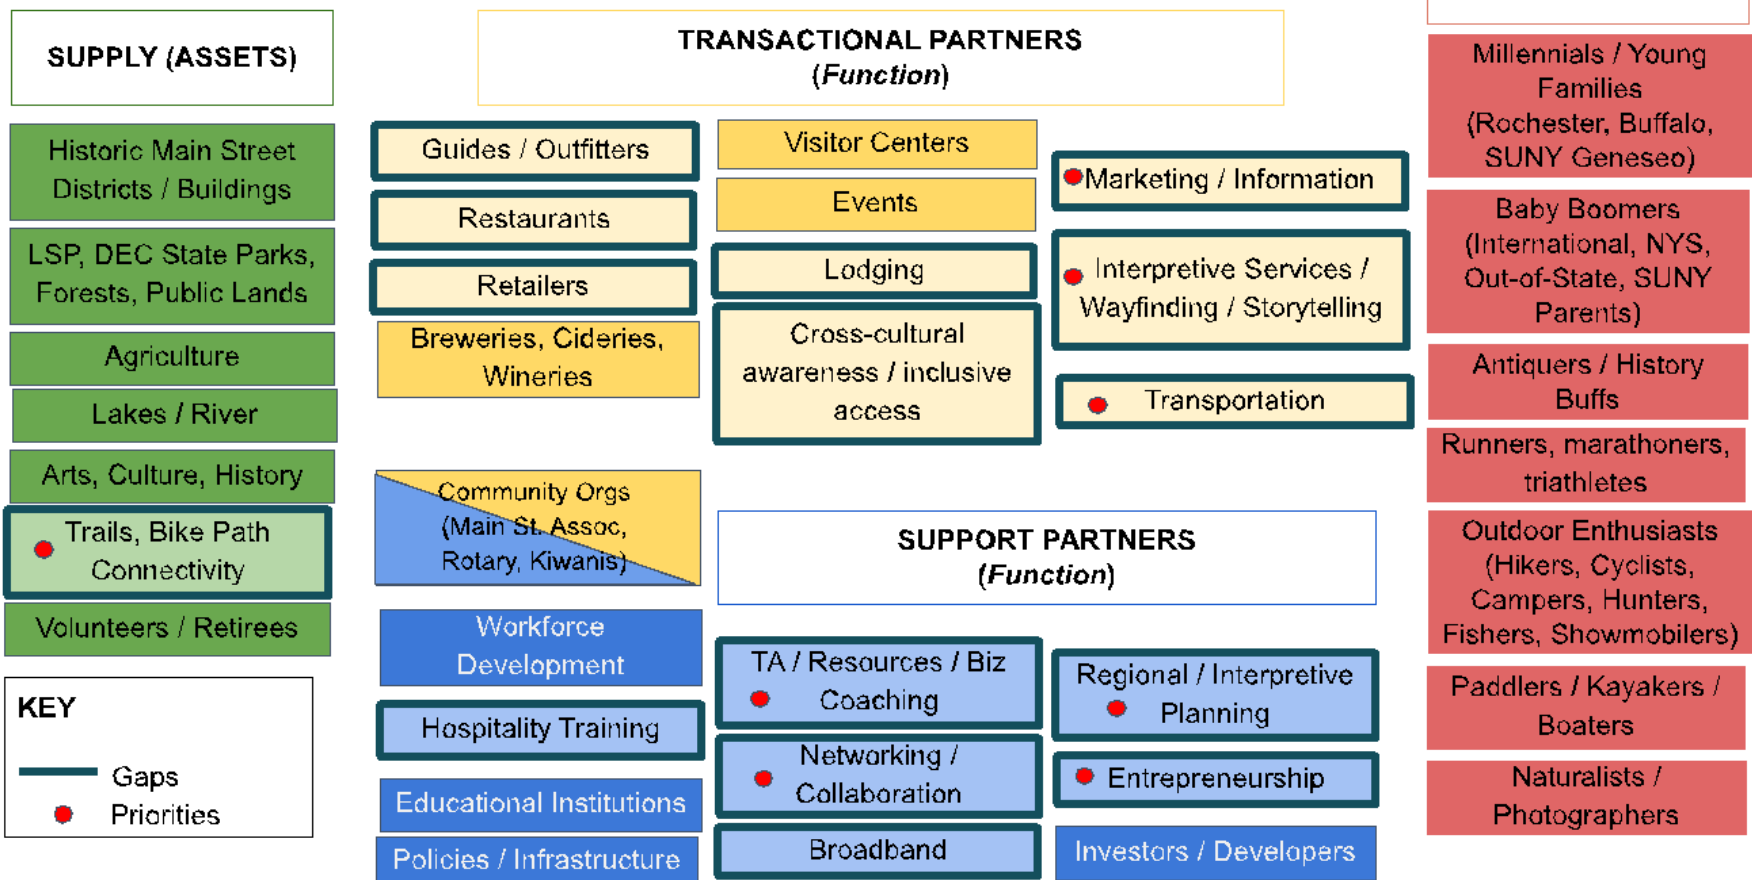 SUPPLY (ASSETS)
Historic Main Street
Districts / Buildings
LSP, DEC State Parks,
Forests, Public Lands
Agriculture
Lakes / River
Arts, Culture, History
Trails, Bike Path
Connectivity
Volunteers / Retirees
KEY
Gaps
Priorities
TRANSACTIONAL PARTNERS
(Function)
Guides / Outfitters
Restaurants
Retailers
Breweries, Cideries,
Wineries
Visitor Centers
Events
Lodging
Cross-cultural
awareness / inclusive
access
Marketing / Information
Interpretive Services /
Wayfinding / Storytelling
Transportation
Community Orgs
(Main St. Assoc,
Rotary, Kiwanis)
SUPPORT PARTNERS
(Function)
Workforce
Development
Hospitality Training
Educational Institutions
Policies / Infrastructure
TA / Resources / Biz
Coaching
Networking /
Collaboration
Broadband
Regional / Interpretive
Planning
Entrepreneurship
Investors / Developers
Millennials / Young
Families
(Rochester, Buffalo,
SUNY Geneseo)
Baby Boomers
(International, NYS,
Out-of-State, SUNY
Parents)
Antiquers / History
Buffs
Runners, marathoners,
triathletes
Outdoor Enthusiasts
(Hikers, Cyclists,
Campers, Hunters,
Fishers, Showmobilers)
Paddlers / Kayakers /
Boaters
Naturalists /
Photographers